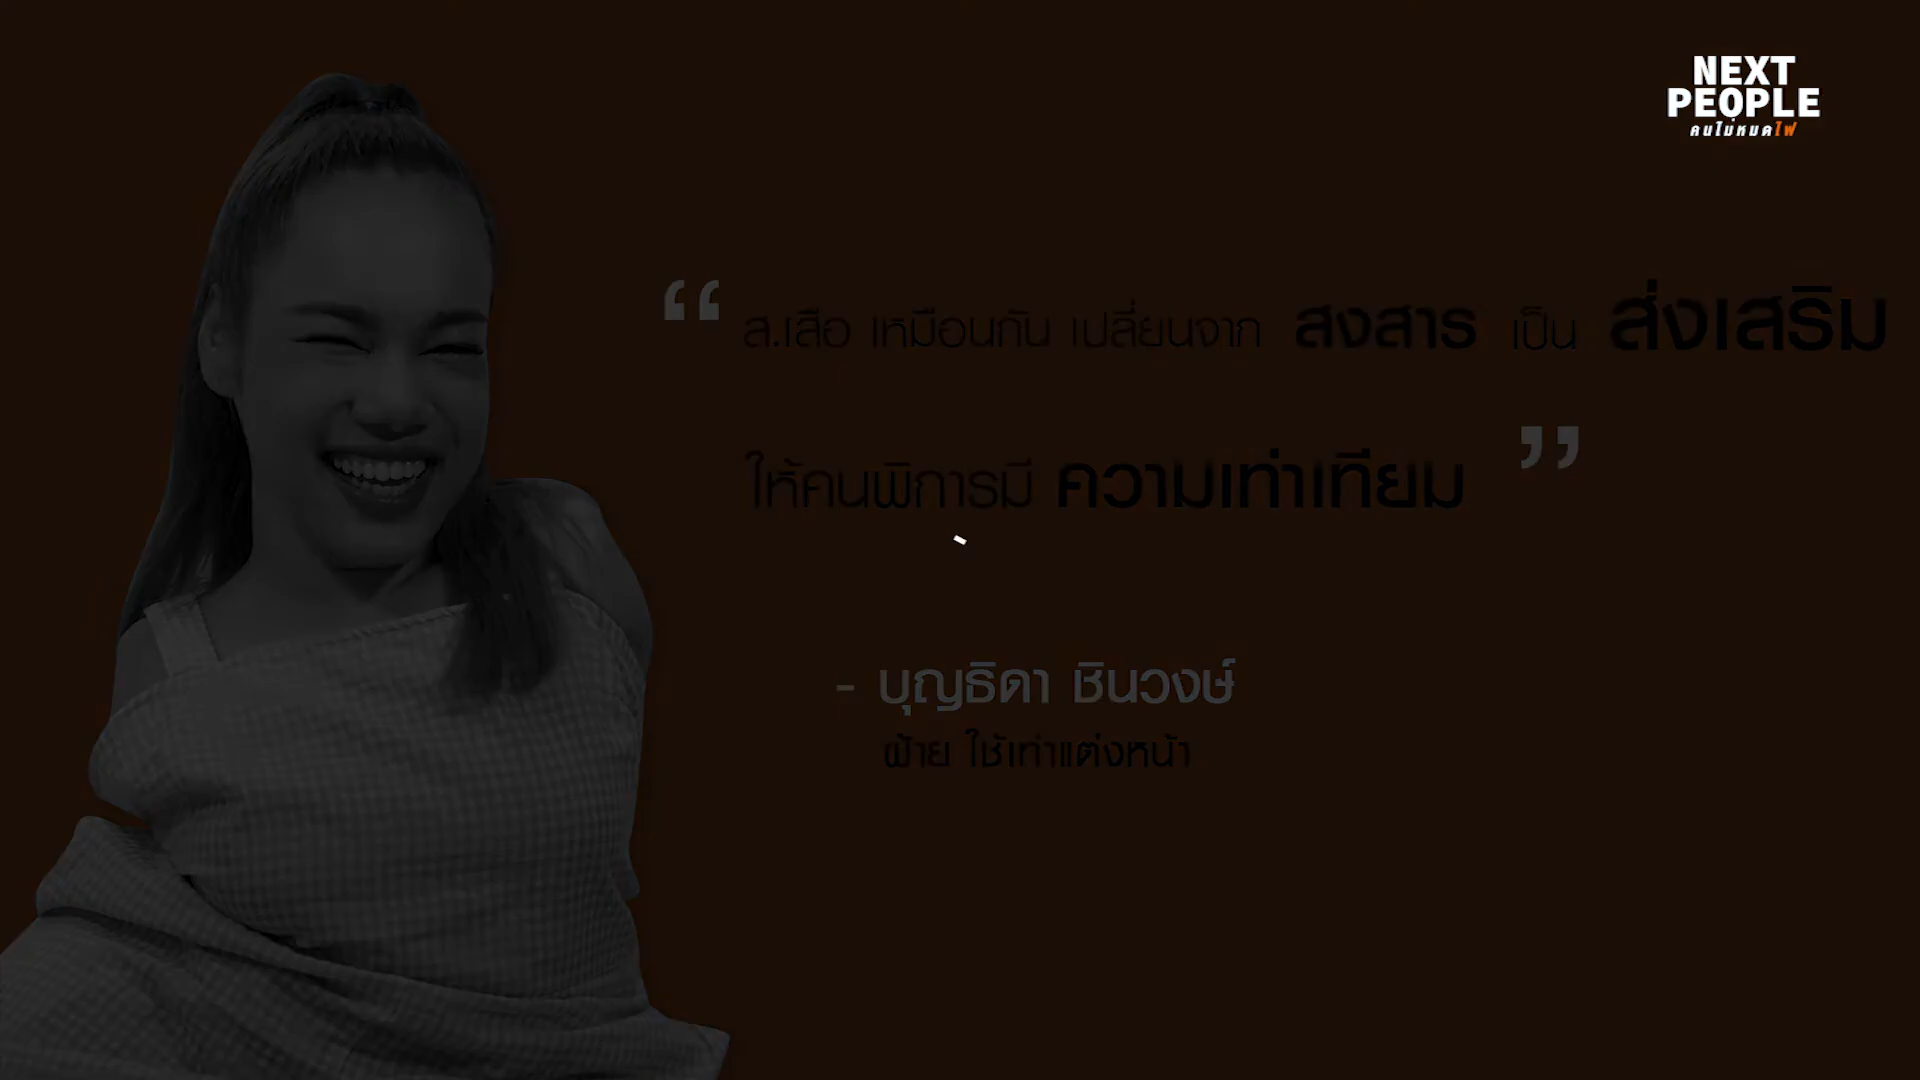 NEXT
PEOPLE
คนไม่หมดไฟ
“ ส.เสือ เหมือนกัน เปลี่ยนจาก สงสาร เป็น ส่งเสริม
ให้คนพิการมี ความเท่าเทียม ”
- บุญธิดา ชินวงษ์
ฝ้าย ใช้เท่าแต่งหน้า